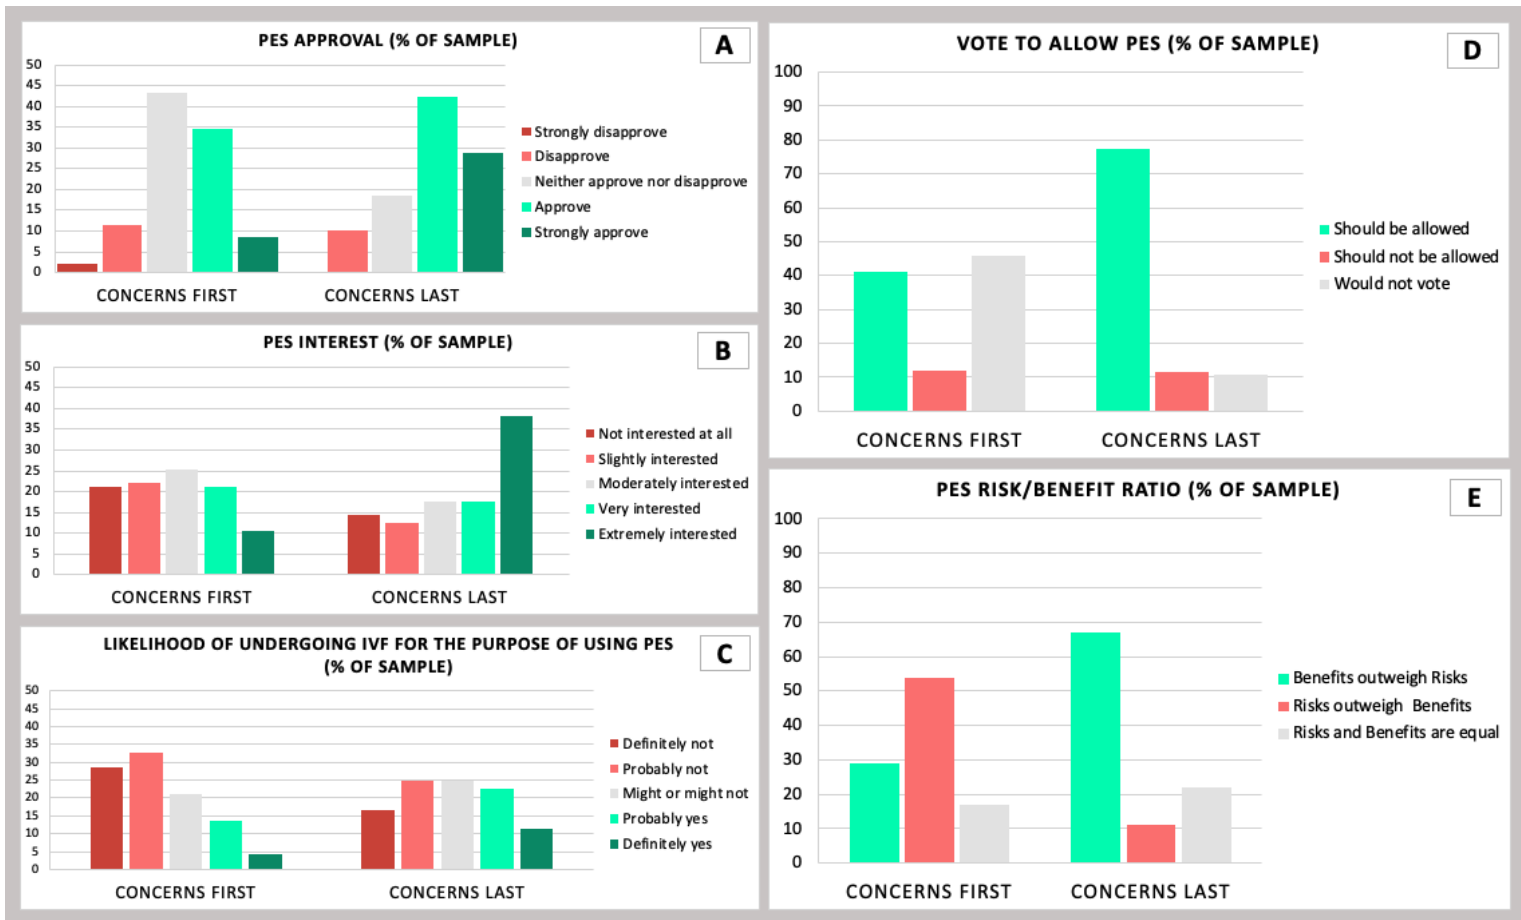 PES APPROVAL (% OF SAMPLE)
A
50
45
40
35
30
25
20
15
10
5
0
CONCERNS FIRST
CONCERNS LAST
Strongly disapprove
Disapprove
Neither approve nor disapprove
Approve
Strongly approve
PES INTEREST (% OF SAMPLE)
B
50
45
40
35
30
25
20
15
10
5
0
CONCERNS FIRST
CONCERNS LAST
Not interested at all
Slightly interested
Moderately interested
Very interested
Extremely interested
LIKELIHOOD OF UNDERGOING IVF FOR THE PURPOSE OF USING PES
(% OF SAMPLE)
C
50
45
40
35
30
25
20
15
10
5
0
CONCERNS FIRST
CONCERNS LAST
Definitely not
Probably not
Might or might not
Probably yes
Definitely yes
VOTE TO ALLOW PES (% OF SAMPLE)
D
100
90
80
70
60
50
40
30
20
10
0
CONCERNS FIRST
CONCERNS LAST
Should be allowed
Should not be allowed
Would not vote
PES RISK/BENEFIT RATIO (% OF SAMPLE)
E
100
90
80
70
60
50
40
30
20
10
0
CONCERNS FIRST
CONCERNS LAST
Benefits outweigh Risks
Risks outweigh Benefits
Risks and Benefits are equal